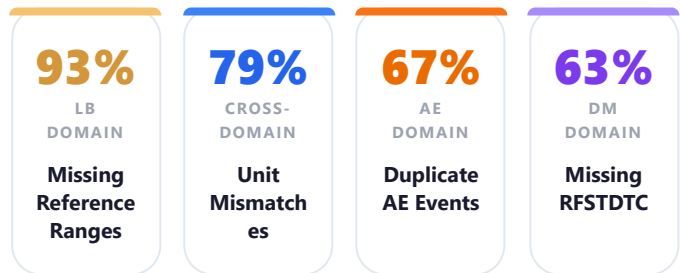 93%
LB
DOMAIN
Missing
Reference
Ranges
79%
CROSS-
DOMAIN
Unit
Mismatch
es
67%
AE
DOMAIN
Duplicate
AE Events
63%
DM
DOMAIN
Missing
RFSTDTC